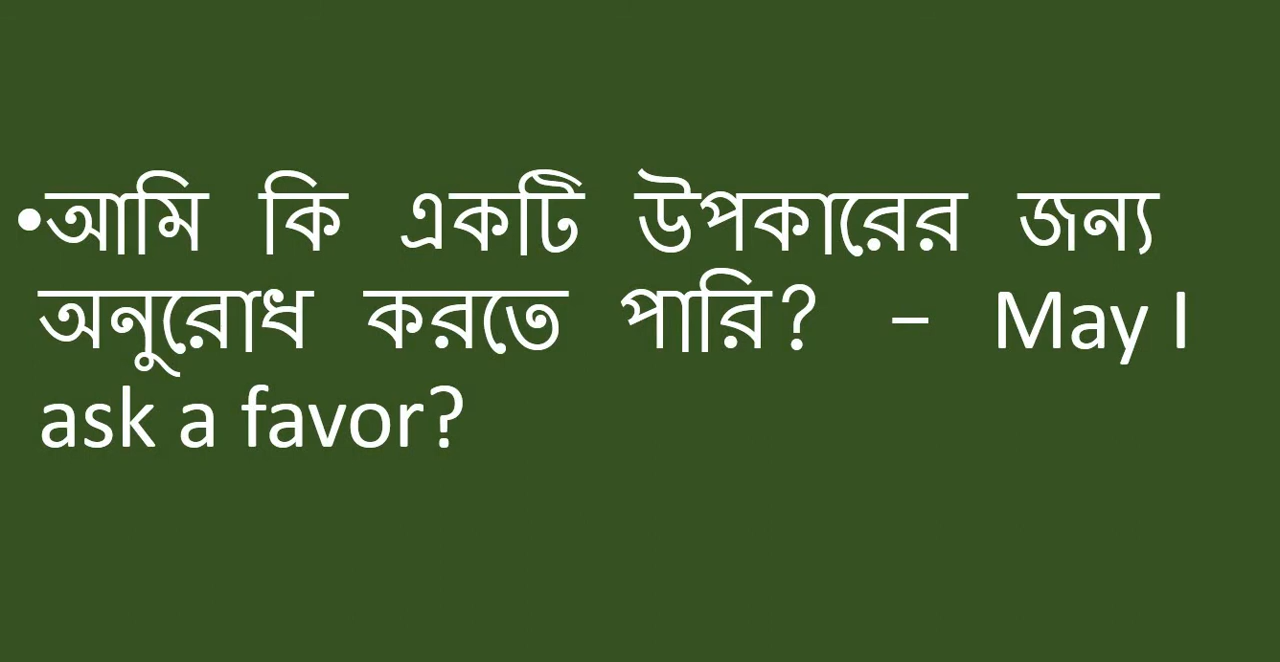 •আমি কি একটি উপকারের জন্য
অনুরোধ করতে পারি? – May I
ask a favor?